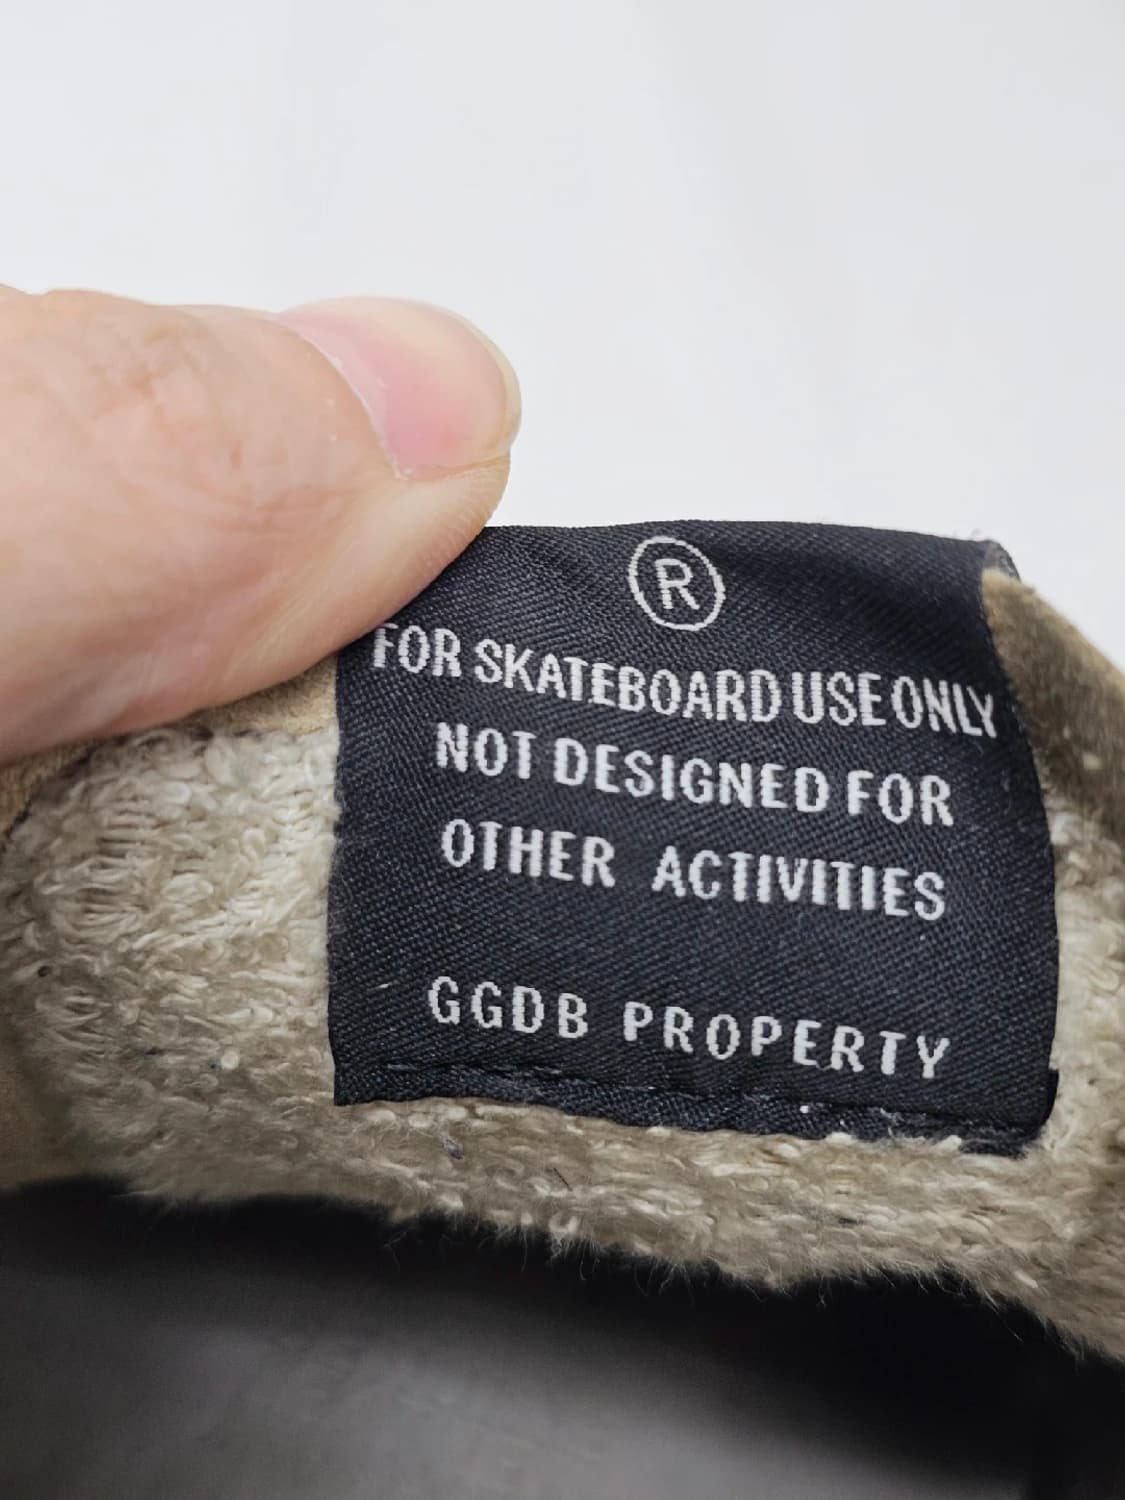 ®
FOR SKATEBOARD USE ONLY
NOT DESIGNED FOR
OTHER ACTIVITIES
GGDB PROPERTY